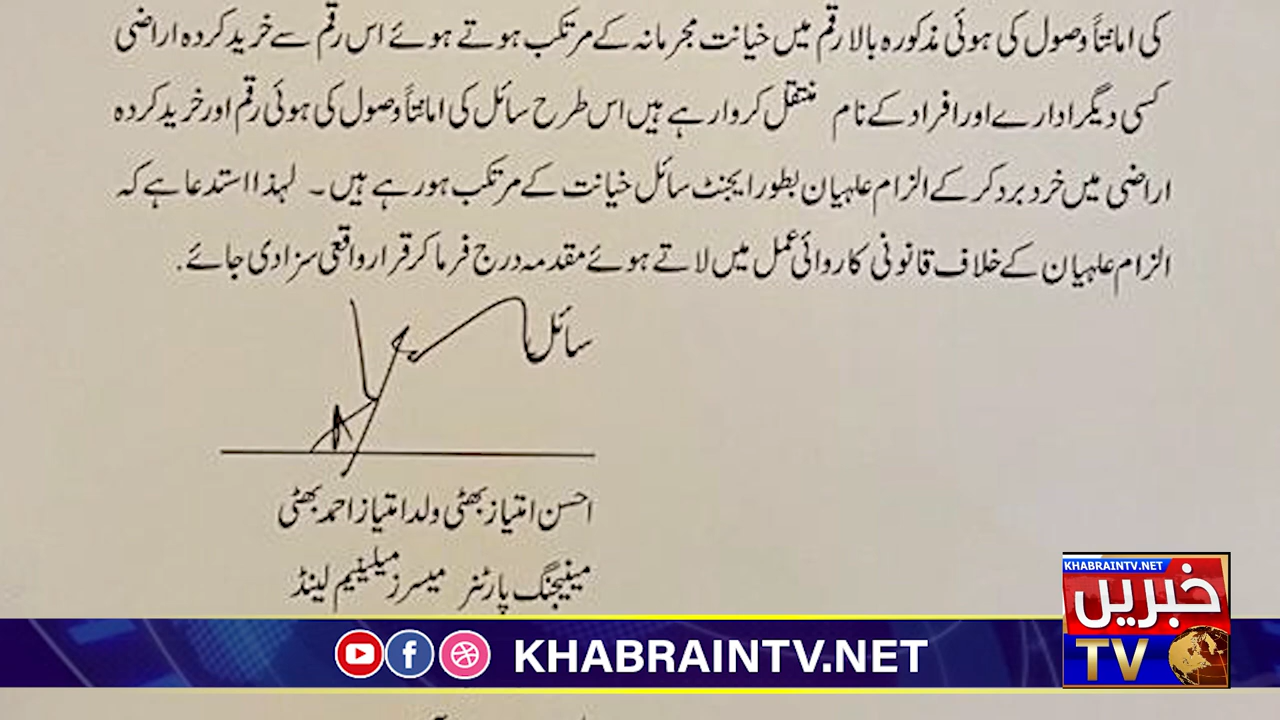 کی امانتاً وصول کی ہوئی مذکورہ بالا رقم میں خیانت مجرمانہ کے مرتکب ہوتے ہوئے اس رقم سے خرید کردہ اراضی
کسی دیگر ادارے اور افراد کے نام منتقل کروا رہے ہیں اس طرح سائل کی امانتاً وصول کی ہوئی رقم اور خرید کردہ
اراضی میں خرد برد کر کے الزام علہیان بطور ایجنٹ سائل خیانت کے مرتکب ہو رہے ہیں ۔ لہذا استدعا ہے کہ
الزام علہیان کے خلاف قانونی کاروائی عمل میں لاتے ہوئے مقدمہ درج فرما کر قرار واقعی سزا دی جائے.
سائل
احسن امتیاز بھٹی ولد امتیاز احمد بھٹی
مینیجنگ پارٹنر میسرز میلینیم لینڈ
KHABRAINTV.NET
KHABRAINTV.NET
خبریں
TV